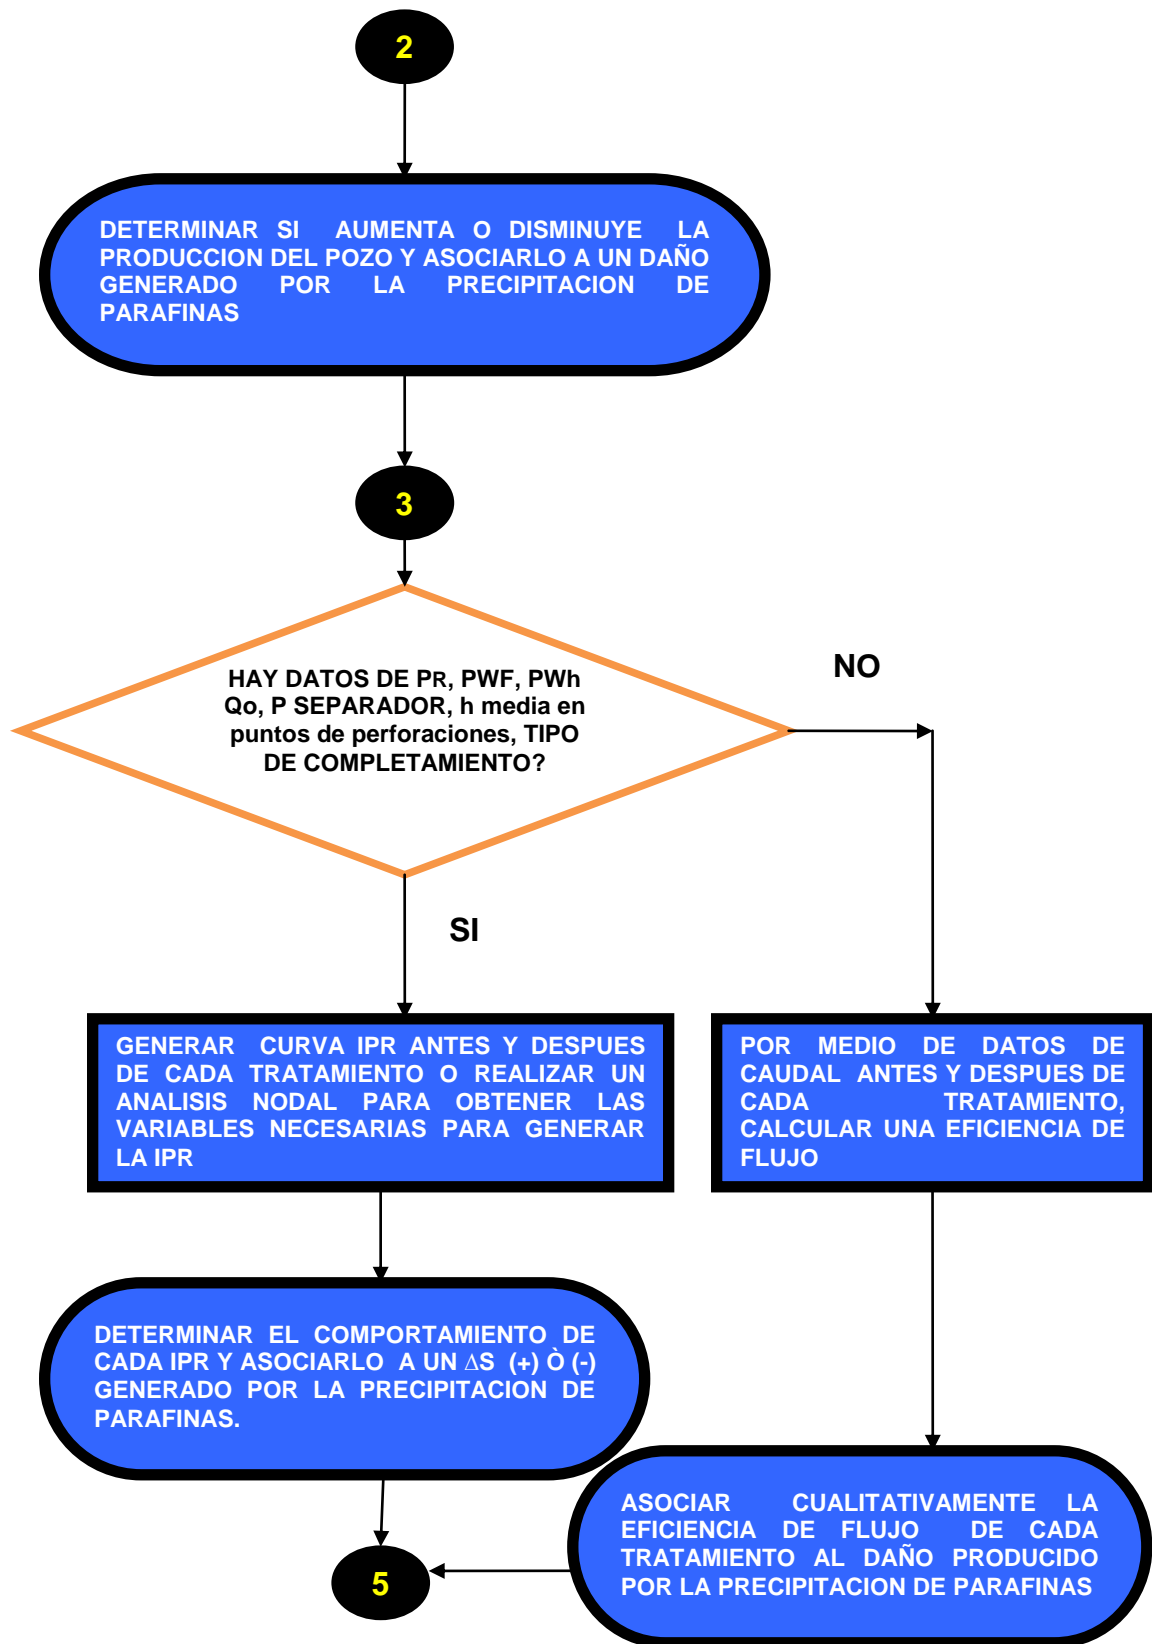 2
DETERMINAR SI AUMENTA O DISMINUYE LA
PRODUCCION DEL POZO Y ASOCIARLO A UN DAÑO
GENERADO POR LA PRECIPITACION DE
PARAFINAS
3
HAY DATOS DE PR, PWF, PWh
Qo, P SEPARADOR, h media en
puntos de perforaciones, TIPO
DE COMPLETAMIENTO?
NO
SI
GENERAR CURVA IPR ANTES Y DESPUES
DE CADA TRATAMIENTO O REALIZAR UN
ANALISIS NODAL PARA OBTENER LAS
VARIABLES NECESARIAS PARA GENERAR
LA IPR
POR MEDIO DE DATOS DE
CAUDAL ANTES Y DESPUES DE
CADA TRATAMIENTO,
CALCULAR UNA EFICIENCIA DE
FLUJO
DETERMINAR EL COMPORTAMIENTO DE
CADA IPR Y ASOCIARLO A UN ∆S (+) Ò (-)
GENERADO POR LA PRECIPITACION DE
PARAFINAS.
ASOCIAR CUALITATIVAMENTE LA
EFICIENCIA DE FLUJO DE CADA
TRATAMIENTO AL DAÑO PRODUCIDO
POR LA PRECIPITACION DE PARAFINAS
5